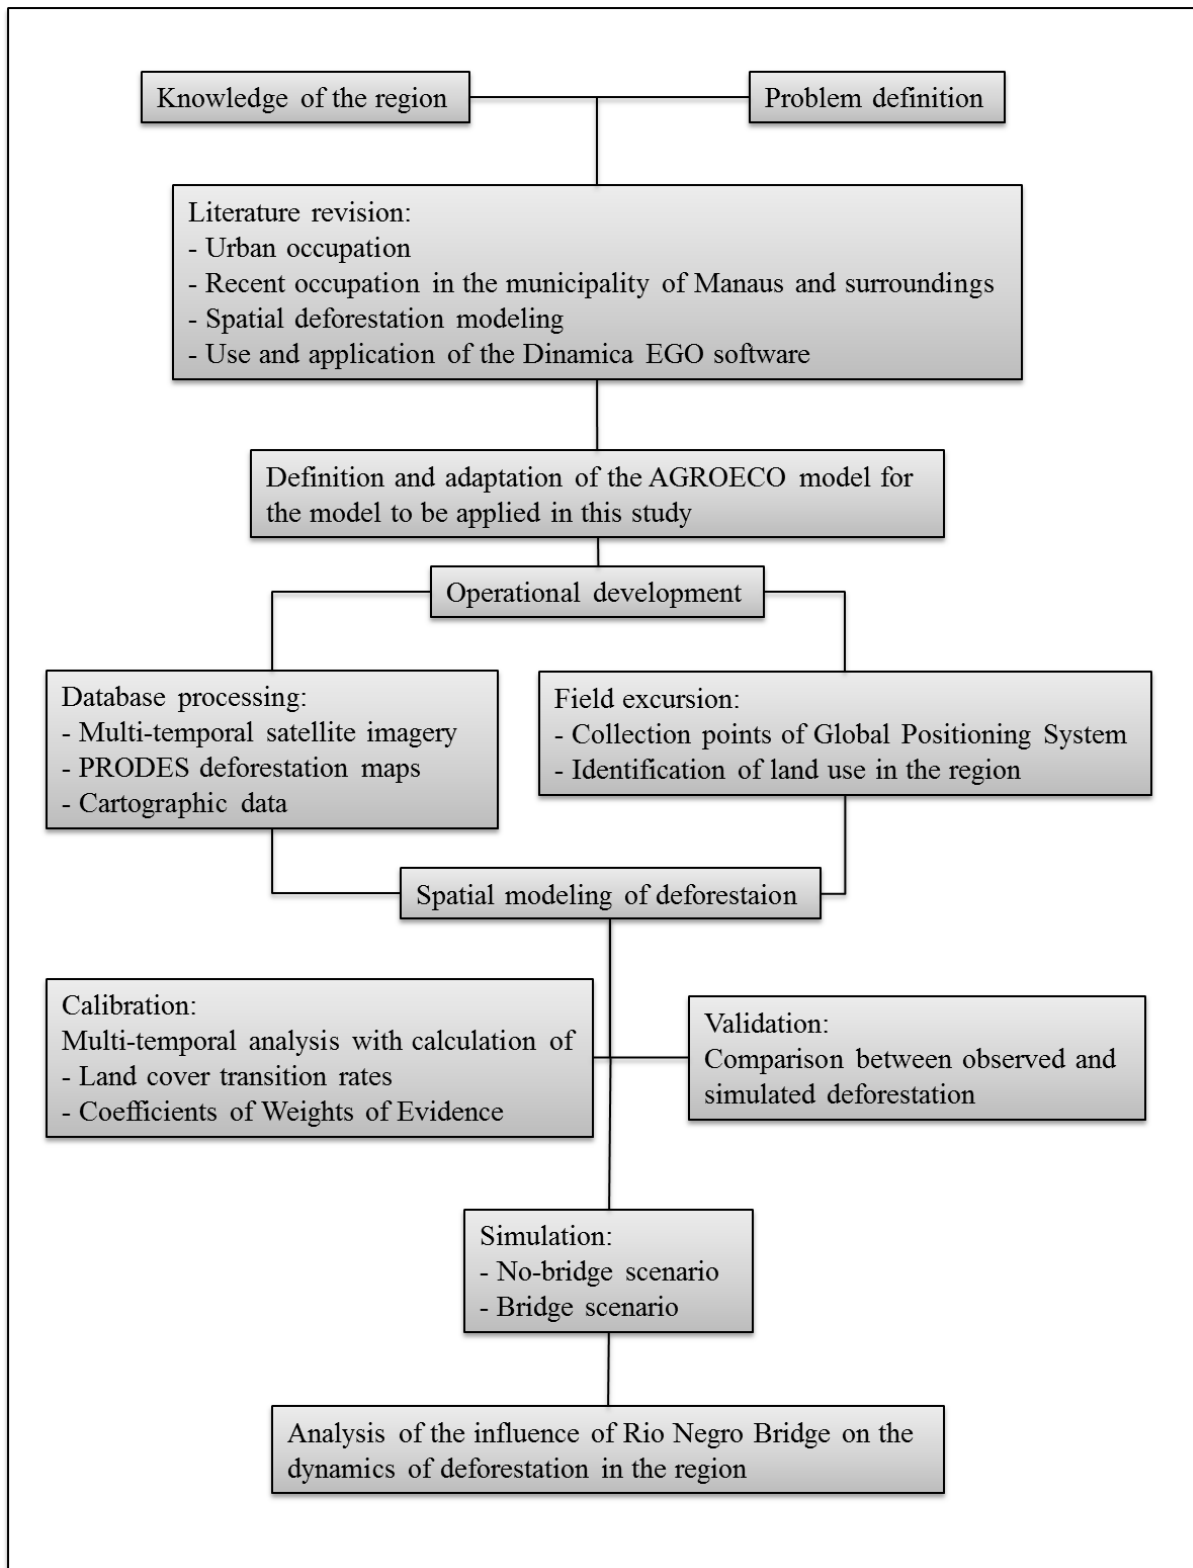 Knowledge of the region
Problem definition
Literature revision:
- Urban occupation
- Recent occupation in the municipality of Manaus and surroundings
- Spatial deforestation modeling
- Use and application of the Dinamica EGO software
Definition and adaptation of the AGROECO model for
the model to be applied in this study
Operational development
Database processing:
- Multi-temporal satellite imagery
- PRODES deforestation maps
- Cartographic data
Field excursion:
- Collection points of Global Positioning System
- Identification of land use in the region
Spatial modeling of deforestaion
Calibration:
Multi-temporal analysis with calculation of
- Land cover transition rates
- Coefficients of Weights of Evidence
Validation:
Comparison between observed and
simulated deforestation
Simulation:
- No-bridge scenario
- Bridge scenario
Analysis of the influence of Rio Negro Bridge on the
dynamics of deforestation in the region